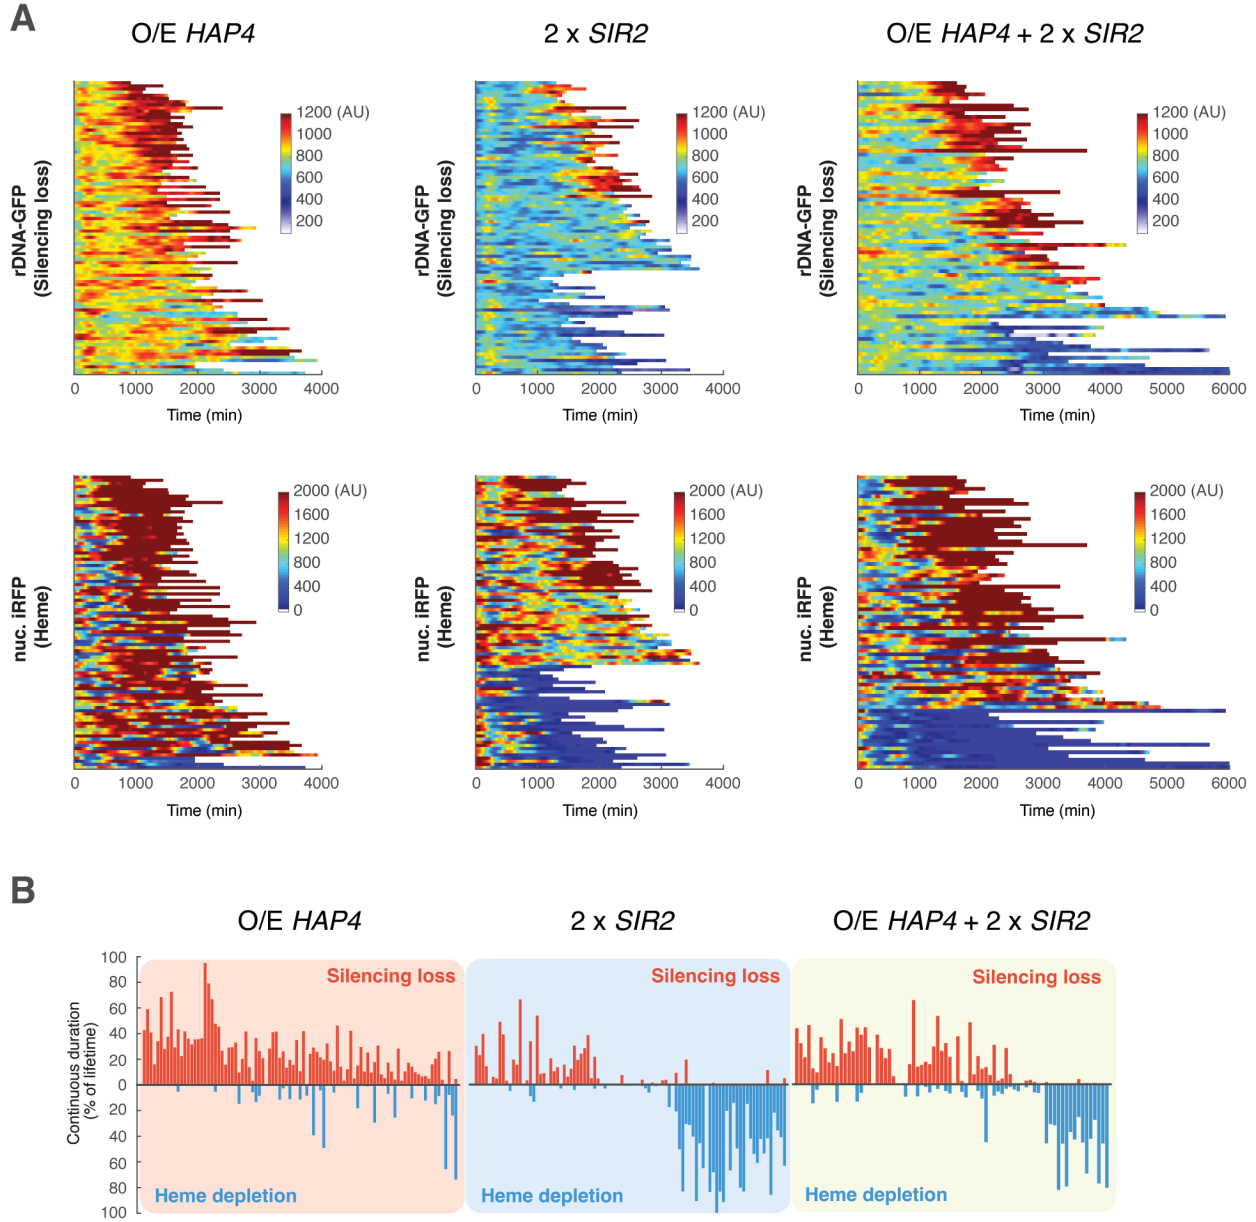 A
O/E HAP4
2 x SIR2
O/E HAP4 + 2 x SIR2
rDNA-GFP
(Silencing loss)
1200 (AU)
1000
800
600
400
200
0 1000 2000 3000 4000
Time (min)
rDNA-GFP
(Silencing loss)
1200 (AU)
1000
800
600
400
200
0 1000 2000 3000 4000
Time (min)
rDNA-GFP
(Silencing loss)
1200 (AU)
1000
800
600
400
200
0 1000 2000 3000 4000 5000 6000
Time (min)
nuc. iRFP
(Heme)
2000 (AU)
1600
1200
800
400
0
0 1000 2000 3000 4000
Time (min)
nuc. iRFP
(Heme)
2000 (AU)
1600
1200
800
400
0
0 1000 2000 3000 4000
Time (min)
nuc. iRFP
(Heme)
2000 (AU)
1600
1200
800
400
0
0 1000 2000 3000 4000 5000 6000
Time (min)
B
O/E HAP4
2 x SIR2
O/E HAP4 + 2 x SIR2
Continuous duration
(% of lifetime)
100
80
60
40
20
0
20
40
60
80
100
Silencing loss
Silencing loss
Silencing loss
Heme depletion
Heme depletion
Heme depletion